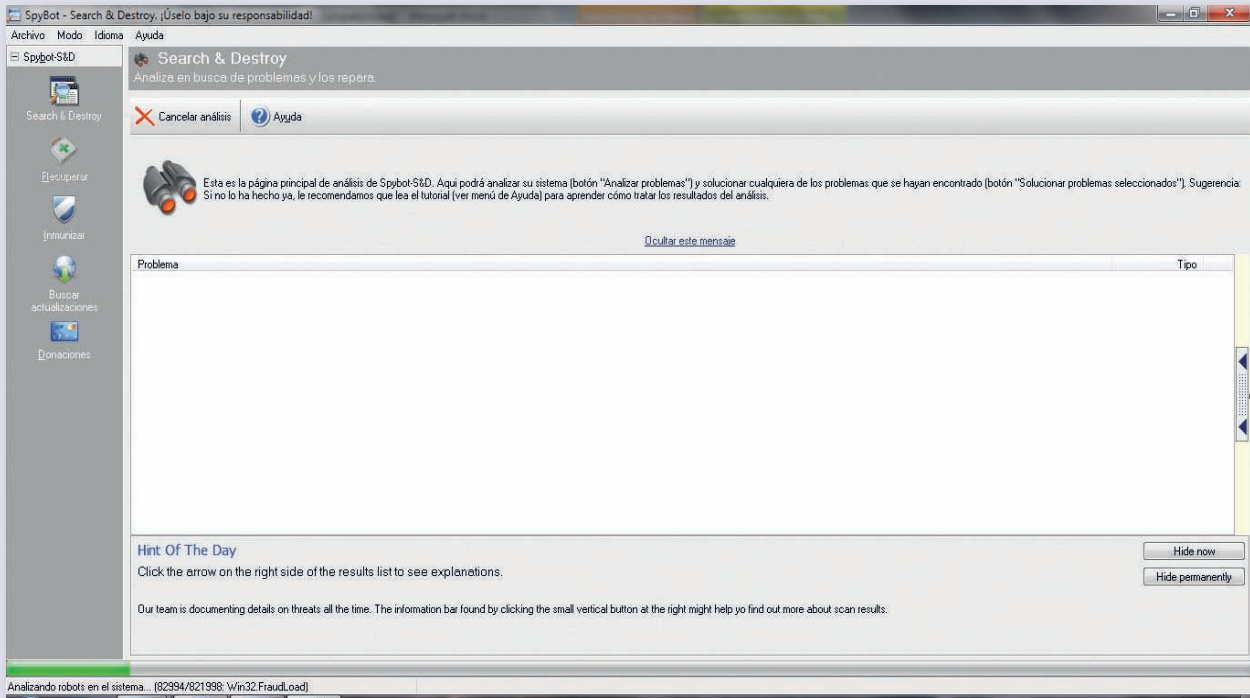 SpyBot - Search & Destroy. ¡Úselo bajo su responsabilidad!
Archivo Modo Idioma Ayuda
Spybot-S&D
Search & Destroy
Analiza en busca de problemas y los repara.
Search & Destroy
Recuperar
Inmunizar
Buscar
actualizaciones
Donaciones
Cancelar análisis
Ayuda
Esta es la página principal de análisis de Spybot-S&D. Aqui podrá analizar su sistema (botón "Analizar problemas") y solucionar cualquiera de los problemas que se hayan encontrado (botón "Solucionar problemas seleccionados"). Sugerencia:
Si no lo ha hecho ya, le recomendamos que lea el tutorial (ver menú de Ayuda) para aprender cómo tratar los resultados del análisis.
Ocultar este mensaje
Problema Tipo
Hint Of The Day
Click the arrow on the right side of the results list to see explanations.
Our team is documenting details on threats all the time. The information bar found by clicking the small vertical button at the right might help yo find out more about scan results.
Hide now
Hide permanently
Analizando robots en el sistema... (82994/821998: Win32.FraudLoad)